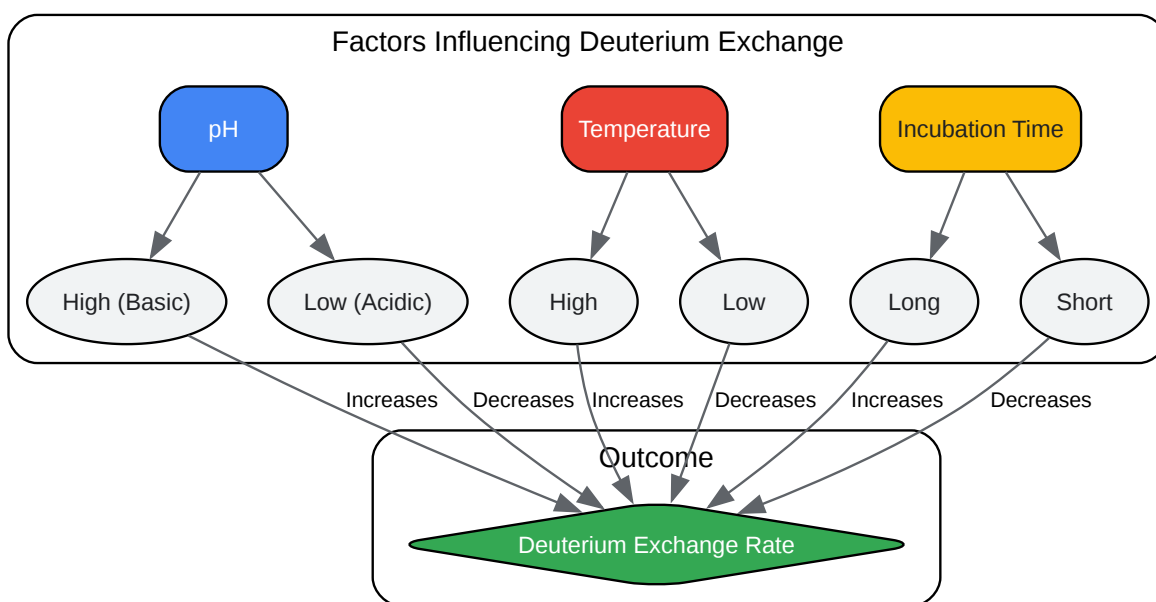 Factors Influencing Deuterium Exchange
pH
Temperature
Incubation Time
High (Basic)
Low (Acidic)
High
Low
Long
Short
Increases
Decreases
Increases
Decreases
Increases
Decreases
Outcome
Deuterium Exchange Rate